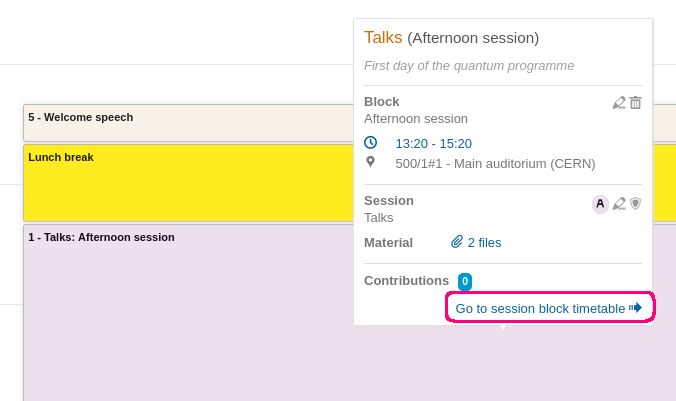 Talks (Afternoon session)
First day of the quantum programme
5 - Welcome speech
Lunch break
1 - Talks: Afternoon session
Block
Afternoon session
13:20 - 15:20
500/1#1 - Main auditorium (CERN)
Session
A
Talks
Material 2 files
Contributions 0
Go to session block timetable